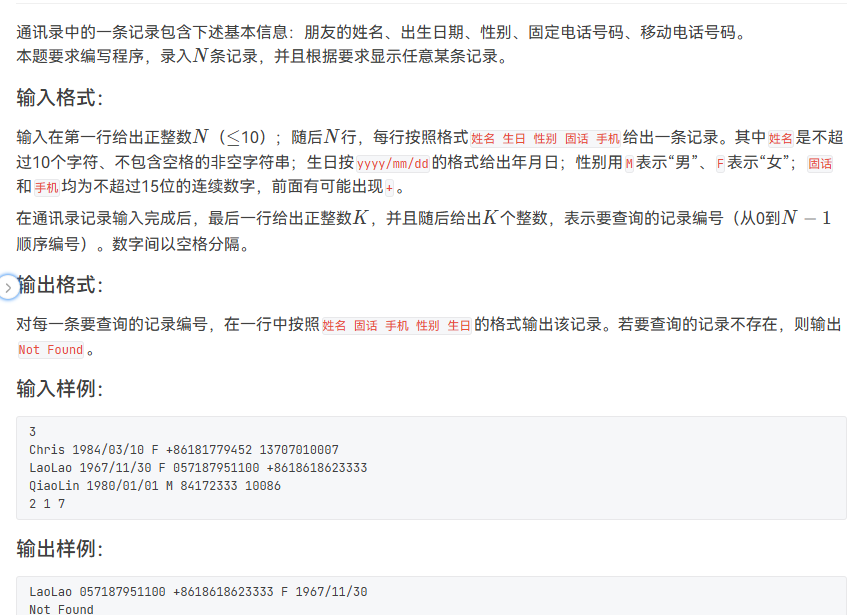 通讯录中的一条记录包含下述基本信息：朋友的姓名、出生日期、性别、固定电话号码、移动电话号码。
本题要求编写程序，录入N条记录，并且根据要求显示任意某条记录。
输入格式：
输入在第一行给出正整数N（≤10）；随后N行，每行按照格式姓名 生日 性别 固话 手机给出一条记录。其中姓名是不超
过10个字符、不包含空格的非空字符串；生日按yyyy/mm/dd的格式给出年月日；性别用M表示“男”、F表示“女”；固话
和手机均为不超过15位的连续数字，前面有可能出现+。
在通讯录记录输入完成后，最后一行给出正整数K，并且随后给出K个整数，表示要查询的记录编号（从0到N − 1
顺序编号）。数字间以空格分隔。
输出格式：
对每一条要查询的记录编号，在一行中按照姓名 固话 手机 性别 生日的格式输出该记录。若要查询的记录不存在，则输出
Not Found。
输入样例：
3
Chris 1984/03/10 F +86181779452 13707010007
LaoLao 1967/11/30 F 057187951100 +8618618623333
QiaoLin 1980/01/01 M 84172333 10086
2 1 7
输出样例：
LaoLao 057187951100 +8618618623333 F 1967/11/30
Not Found